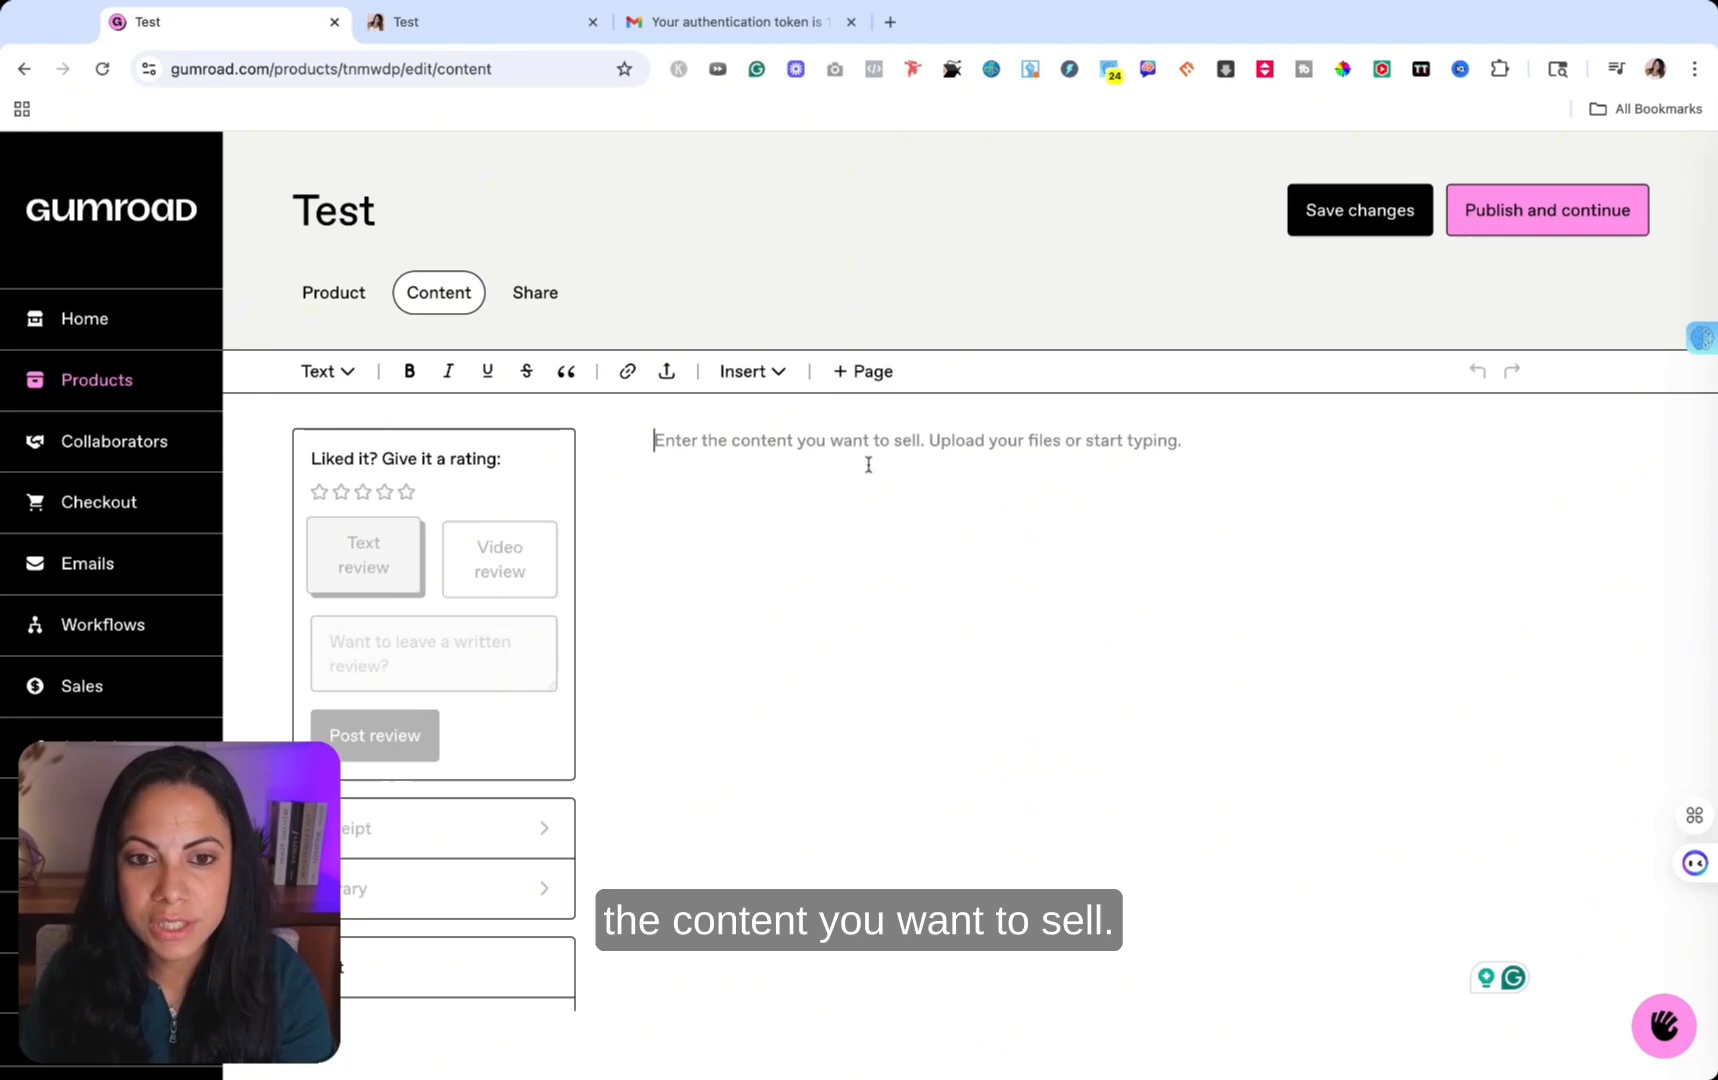 Test
Test
Your authentication token is
gumroad.com/products/tnmwdp/edit/content
24
TT
All Bookmarks
GUMROAD
Test
Save changes
Publish and continue
Product
Content
Share
Home
Products
Collaborators
Checkout
Emails
Workflows
Sales
Text
B
I
U
S
Insert
+ Page
Liked it? Give it a rating:
Text
review
Video
review
Want to leave a written
review?
Post review
eipt
rary
t
Enter the content you want to sell. Upload your files or start typing.
the content you want to sell.